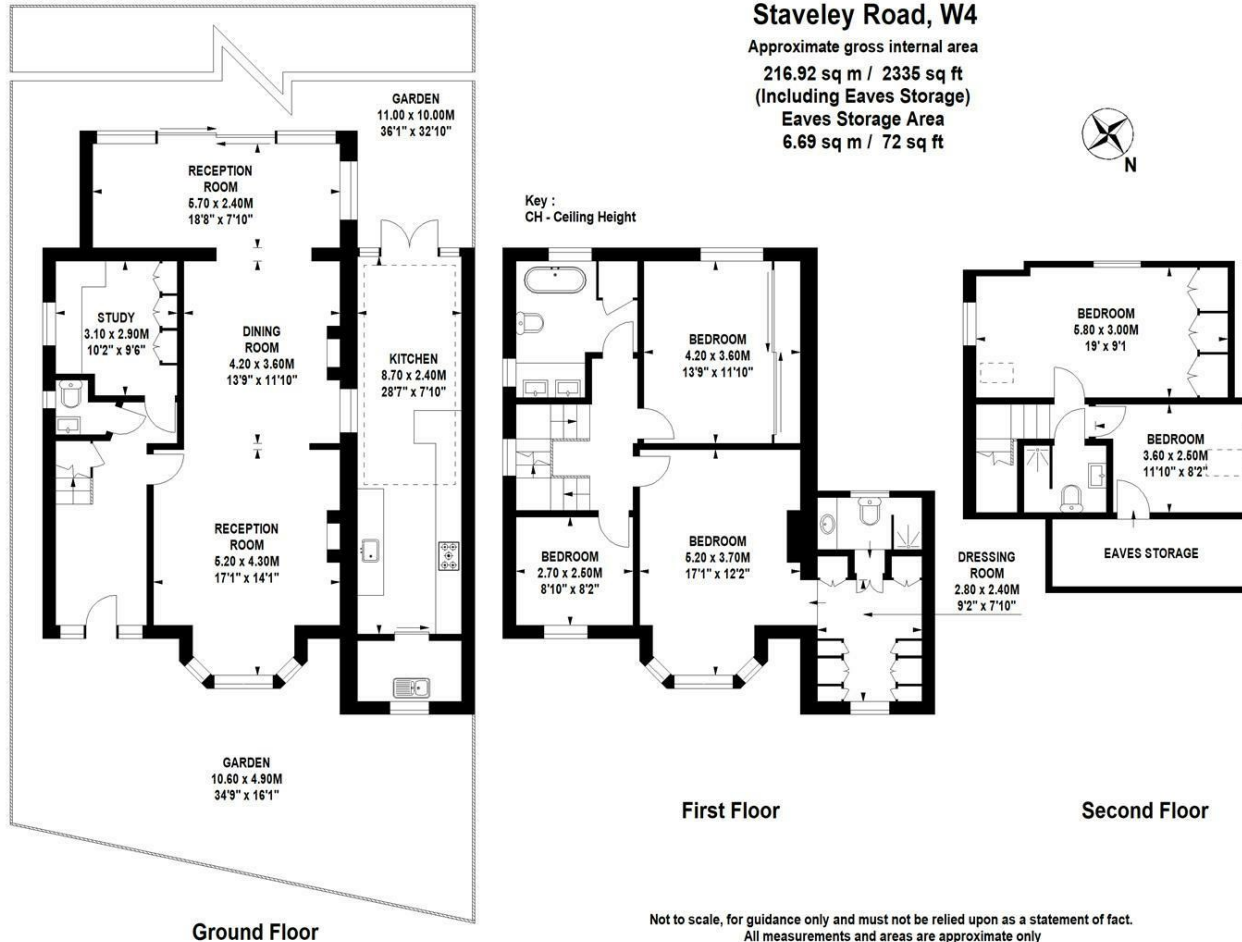 Staveley Road, W4
Approximate gross internal area
216.92 sq m / 2335 sq ft
(Including Eaves Storage)
Eaves Storage Area
6.69 sq m / 72 sq ft
N
Key :
CH - Ceiling Height
GARDEN
11.00 x 10.00M
36'1" x 32'10"
RECEPTION
ROOM
5.70 x 2.40M
18'8" x 7'10"
STUDY
3.10 x 2.90M
10'2" x 9'6"
DINING
ROOM
4.20 x 3.60M
13'9" x 11'10"
KITCHEN
8.70 x 2.40M
28'7" x 7'10"
RECEPTION
ROOM
5.20 x 4.30M
17'1" x 14'1"
GARDEN
10.60 x 4.90M
34'9" x 16'1"
Ground Floor
BEDROOM
4.20 x 3.60M
13'9" x 11'10"
BEDROOM
2.70 x 2.50M
8'10" x 8'2"
BEDROOM
5.20 x 3.70M
17'1" x 12'2"
DRESSING
ROOM
2.80 x 2.40M
9'2" x 7'10"
First Floor
BEDROOM
5.80 x 3.00M
19' x 9'1
BEDROOM
3.60 x 2.50M
11'10" x 8'2"
EAVES STORAGE
Second Floor
Not to scale, for guidance only and must not be relied upon as a statement of fact.
All measurements and areas are approximate only